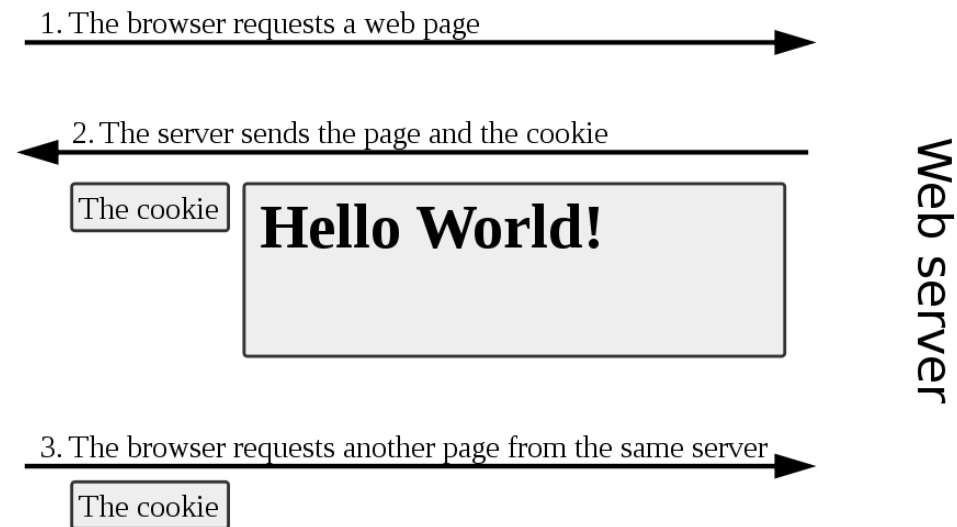 1. The browser requests a web page
2. The server sends the page and the cookie
The cookie
Hello World!
Web server
3. The browser requests another page from the same server
The cookie